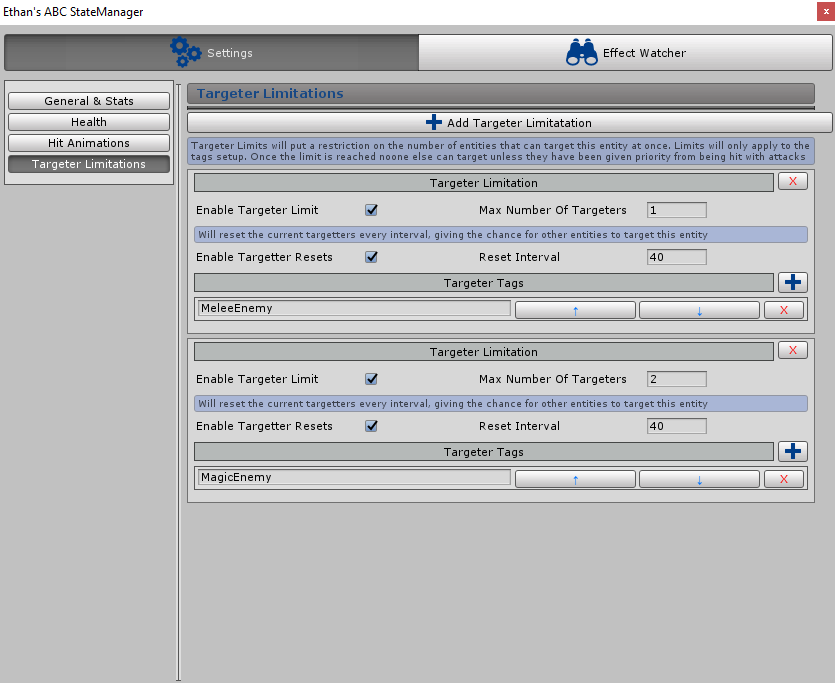 Ethan's ABC StateManager
x
Settings
Effect Watcher
General & Stats
Health
Hit Animations
Targeter Limitations
Targeter Limitations
Add Targeter Limitatation
Targeter Limits will put a restriction on the number of entities that can target this entity at once. Limits will only apply to the
tags setup. Once the limit is reached noone else can target unless they have been given priority from being hit with attacks
Targeter Limitation
X
Enable Targeter Limit
Max Number Of Targeters
1
Will reset the current targetters every interval, giving the chance for other entities to target this entity
Enable Targetter Resets
Reset Interval
40
Targeter Tags
MeleeEnemy
↑
↓
X
Targeter Limitation
X
Enable Targeter Limit
Max Number Of Targeters
2
Will reset the current targetters every interval, giving the chance for other entities to target this entity
Enable Targetter Resets
Reset Interval
40
Targeter Tags
MagicEnemy
↑
↓
X